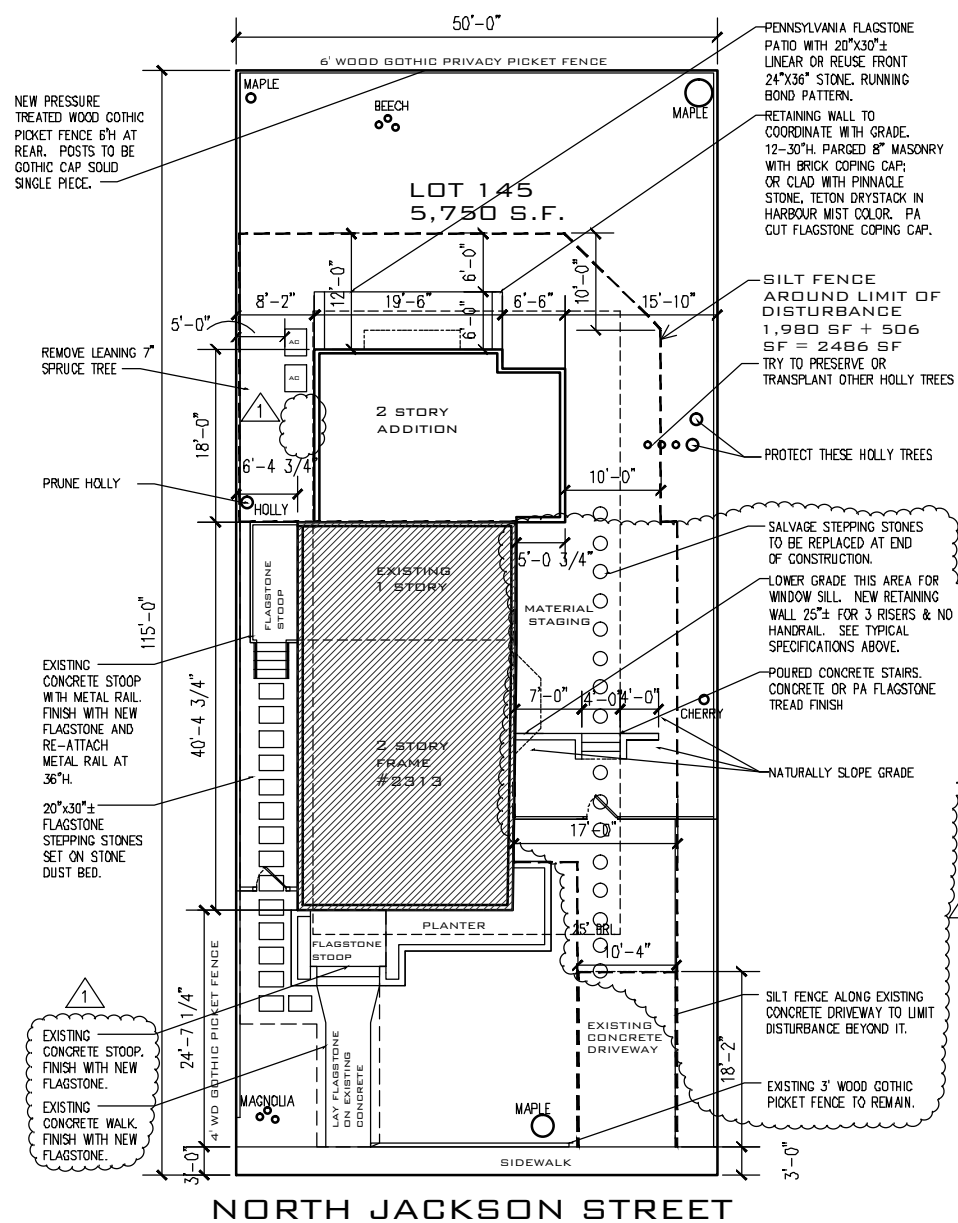 50'-0"
6' WOOD GOTHIC PRIVACY PICKET FENCE
MAPLE
BEECH
MAPLE
PENNSYLVANIA FLAGSTONE
PATIO WITH 20"X30"±
LINEAR OR REUSE FRONT
24"X36" STONE. RUNNING
BOND PATTERN.
NEW PRESSURE
TREATED WOOD GOTHIC
PICKET FENCE 6'H AT
REAR. POSTS TO BE
GOTHIC CAP SOLID
SINGLE PIECE.
RETAINING WALL TO
COORDINATE WITH GRADE.
12-30"H. PARGED 8" MASONRY
WITH BRICK COPING CAP;
OR CLAD WITH PINNACLE
STONE, TETON DRYSTACK IN
HARBOUR MIST COLOR. PA
CUT FLAGSTONE COPING CAP.
LOT 145
5,750 S.F.
12'-0"
6'-0"
10'-0"
8'-2"
19'-6"
6'-6"
15'-10"
5'-0"
6'-0"
SILT FENCE
AROUND LIMIT OF
DISTURBANCE
1,980 SF + 506
SF = 2486 SF
AC
AC
REMOVE LEANING 7"
SPRUCE TREE
TRY TO PRESERVE OR
TRANSPLANT OTHER HOLLY TREES
1
2 STORY
ADDITION
18'-0"
6'-4 3/4"
PROTECT THESE HOLLY TREES
PRUNE HOLLY
HOLLY
10'-0"
SALVAGE STEPPING STONES
TO BE REPLACED AT END
OF CONSTRUCTION.
5'-0 3/4"
EXISTING
1 STORY
FLAGSTONE
STOOP
MATERIAL
STAGING
LOWER GRADE THIS AREA FOR
WINDOW SILL. NEW RETAINING
WALL 25"± FOR 3 RISERS & NO
HANDRAIL. SEE TYPICAL
SPECIFICATIONS ABOVE.
115'-0"
EXISTING
CONCRETE STOOP
WITH METAL RAIL.
FINISH WITH NEW
FLAGSTONE AND
RE-ATTACH
METAL RAIL AT
36"H.
40'-4 3/4"
POURED CONCRETE STAIRS.
CONCRETE OR PA FLAGSTONE
TREAD FINISH
7'-0"
4'-0"
4'-0"
CHERRY
2 STORY
FRAME
#2313
NATURALLY SLOPE GRADE
20"x30"±
FLAGSTONE
STEPPING STONES
SET ON STONE
DUST BED.
17'-0"
PLANTER
25' BRL
FLAGSTONE
STOOP
10'-4"
4' WD GOTHIC PICKET FENCE
1
24'-7 1/4"
SILT FENCE ALONG EXISTING
CONCRETE DRIVEWAY TO LIMIT
DISTURBANCE BEYOND IT.
EXISTING
CONCRETE STOOP.
FINISH WITH NEW
FLAGSTONE.
EXISTING
CONCRETE
DRIVEWAY
18'-2"
LAY FLAGSTONE
ON EXISTING
CONCRETE
EXISTING
CONCRETE WALK.
FINISH WITH NEW
FLAGSTONE.
MAGNOLIA
MAPLE
EXISTING 3' WOOD GOTHIC
PICKET FENCE TO REMAIN.
3'-0"
SIDEWALK
3'-0"
NORTH JACKSON STREET